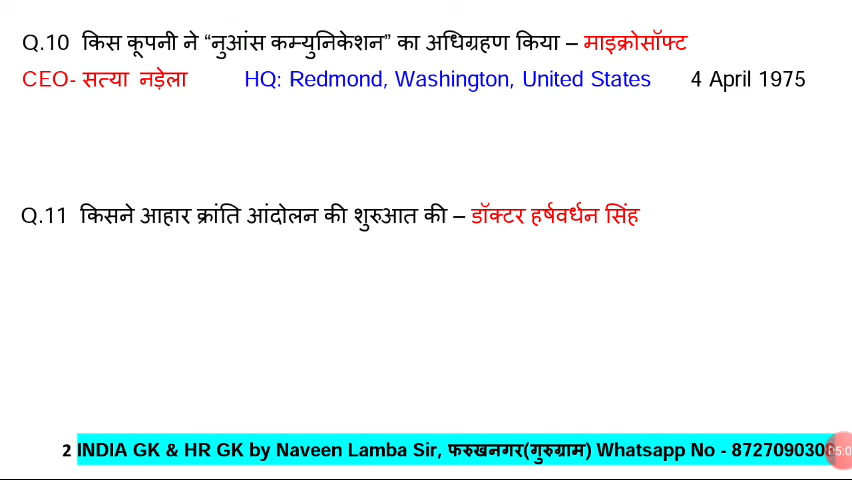 Q.10 किस कूपनी ने “नुआंस कम्युनिकेशन” का अधिग्रहण किया – माइक्रोसॉफ्ट
CEO- सत्या नड़ेला HQ: Redmond, Washington, United States 4 April 1975
Q.11 किसने आहार क्रांति आंदोलन की शुरुआत की – डॉक्टर हर्षवर्धन सिंह
2 INDIA GK & HR GK by Naveen Lamba Sir, फरुखनगर(गुरुग्राम) Whatsapp No -